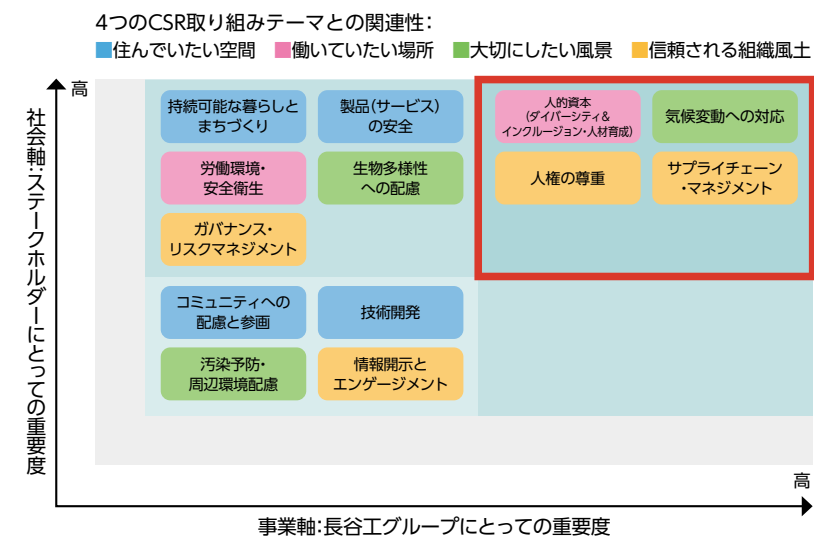 4つのCSR取り組みテーマとの関連性:
■住んでいたい空間 ■働いていたい場所 ■大切にしたい風景 ■信頼される組織風土
高
社会軸:ステークホルダーにとっての重要度
持続可能な暮らしと
まちづくり
製品(サービス)
の安全
人的資本
(ダイバーシティ&
インクルージョン・人材育成)
気候変動への対応
労働環境・
安全衛生
生物多様性
への配慮
人権の尊重
サプライチェーン
・マネジメント
ガバナンス・
リスクマネジメント
コミュニティへの
配慮と参画
技術開発
汚染予防・
周辺環境配慮
情報開示と
エンゲージメント
高
事業軸:長谷工グループにとっての重要度